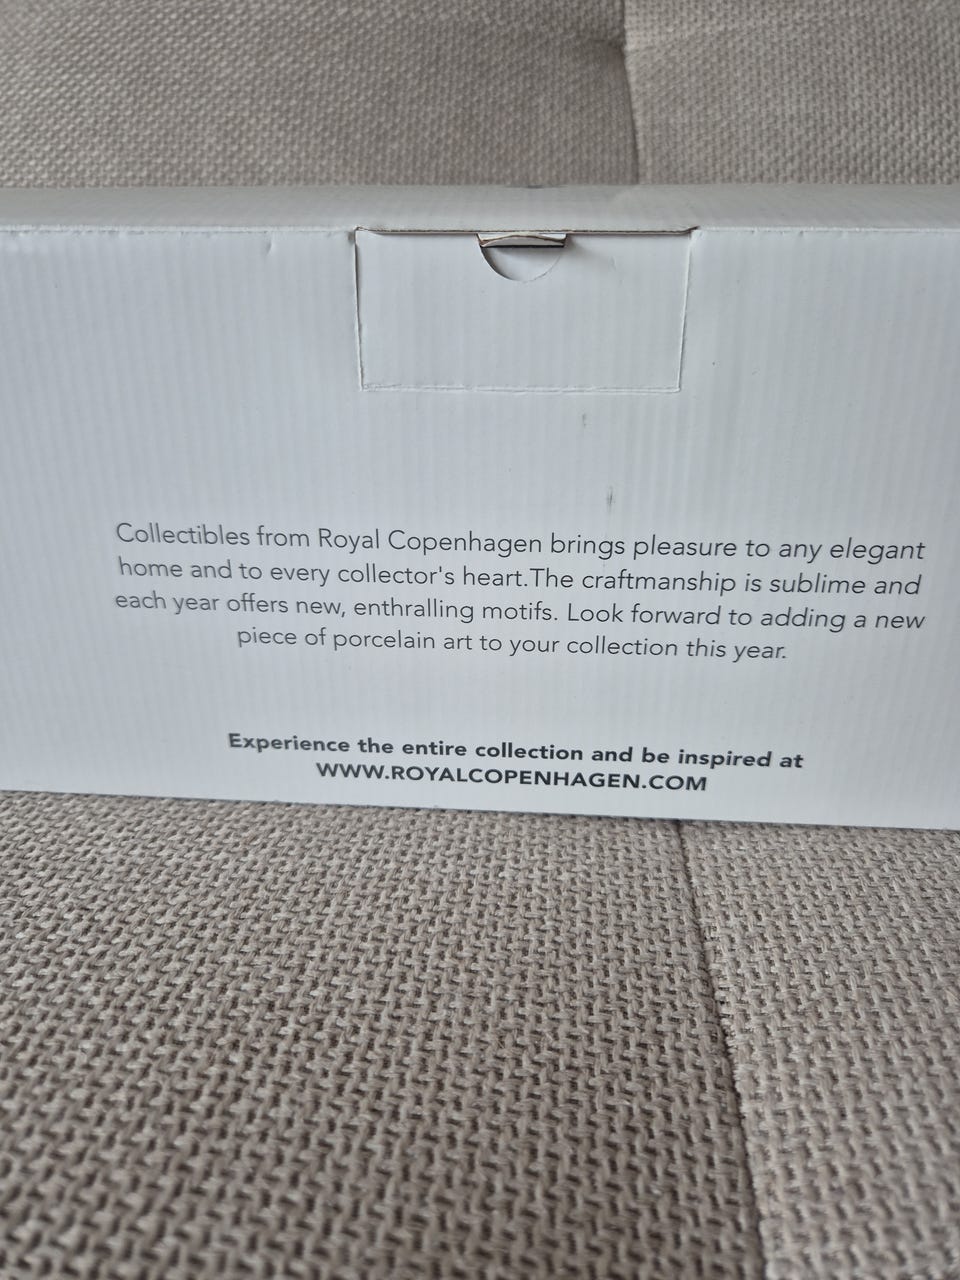 Collectibles from Royal Copenhagen brings pleasure to any elegant
home and to every collector's heart.The craftmanship is sublime and
each year offers new, enthralling motifs. Look forward to adding a new
piece of porcelain art to your collection this year.
Experience the entire collection and be inspired at
WWW.ROYALCOPENHAGEN.COM